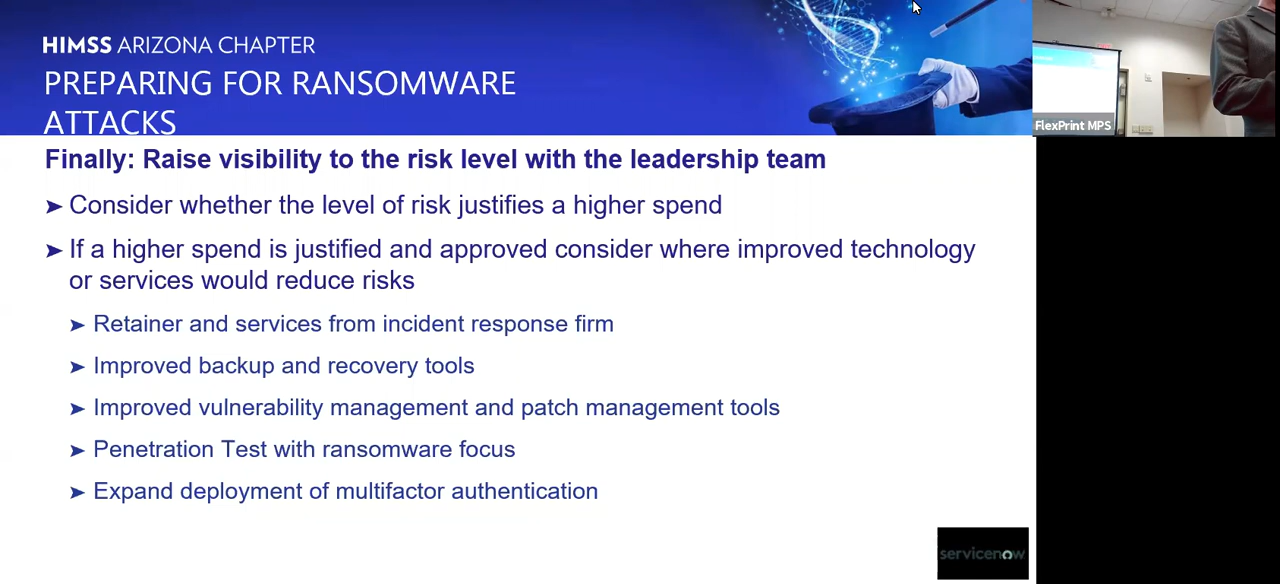 HIMSS ARIZONA CHAPTER
PREPARING FOR RANSOMWARE
ATTACKS
Finally: Raise visibility to the risk level with the leadership team
➤ Consider whether the level of risk justifies a higher spend
➤ If a higher spend is justified and approved consider where improved technology
or services would reduce risks
➤ Retainer and services from incident response firm
➤ Improved backup and recovery tools
➤ Improved vulnerability management and patch management tools
➤ Penetration Test with ransomware focus
➤ Expand deployment of multifactor authentication
servicenow
FlexPrint MPS